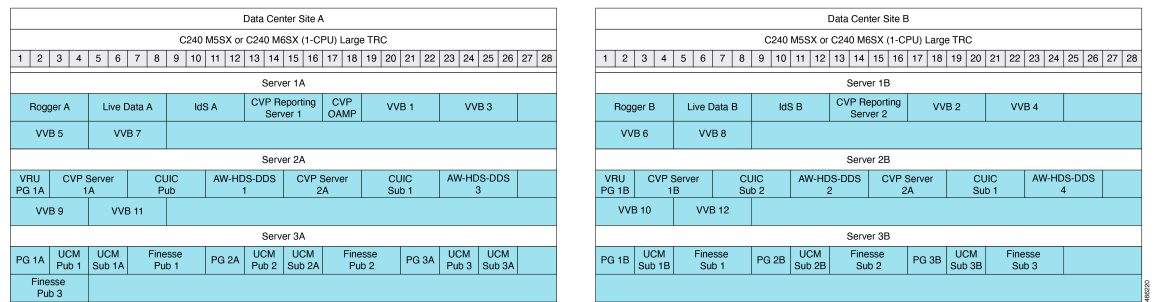 Data Center Site A
C240 M5SX or C240 M6SX (1-CPU) Large TRC
1 2 3 4 5 6 7 8 9 10 11 12 13 14 15 16 17 18 19 20 21 22 23 24 25 26 27 28
Server 1A
Rogger A Live Data A IdS A CVP Reporting Server 1 CVP OAMP VVB 1 VVB 3
VVB 5 VVB 7
Server 2A
VRU PG 1A CVP Server 1A CUIC Pub AW-HDS-DDS 1 CVP Server 2A CUIC Sub 1 AW-HDS-DDS 3
VVB 9 VVB 11
Server 3A
PG 1A UCM Pub 1 UCM Sub 1A Finesse Pub 1 PG 2A UCM Pub 2 UCM Sub 2A Finesse Pub 2 PG 3A UCM Pub 3 UCM Sub 3A
Finesse Pub 3
Data Center Site B
C240 M5SX or C240 M6SX (1-CPU) Large TRC
1 2 3 4 5 6 7 8 9 10 11 12 13 14 15 16 17 18 19 20 21 22 23 24 25 26 27 28
Server 1B
Rogger B Live Data B IdS B CVP Reporting Server 2 VVB 2 VVB 4
VVB 6 VVB 8
Server 2B
VRU PG 1B CVP Server 1B CUIC Sub 2 AW-HDS-DDS 2 CVP Server 2A CUIC Sub 1 AW-HDS-DDS 4
VVB 10 VVB 12
Server 3B
PG 1B UCM Sub 1B Finesse Sub 1 PG 2B UCM Sub 2B Finesse Sub 2 PG 3B UCM Sub 3B Finesse Sub 3
466220